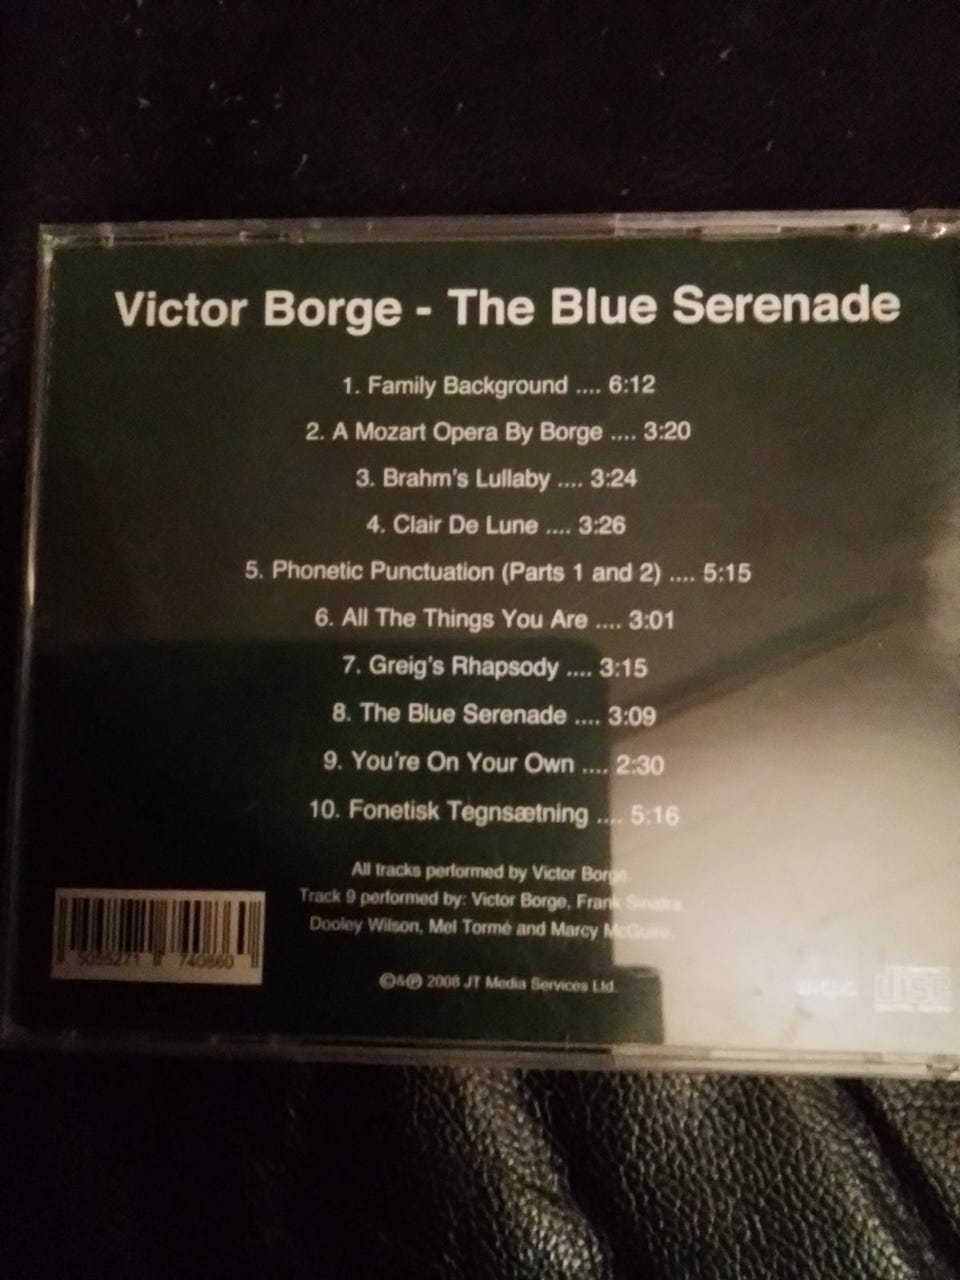 Victor Borge - The Blue Serenade
1. Family Background .... 6:12
2. A Mozart Opera By Borge .... 3:20
3. Brahm's Lullaby .... 3:24
4. Clair De Lune .... 3:26
5. Phonetic Punctuation (Parts 1 and 2) .... 5:15
6. All The Things You Are .... 3:01
7. Greig's Rhapsody .... 3:15
8. The Blue Serenade .... 3:09
9. You're On Your Own .... 2:30
10. Fonetisk Tegnsætning .... 5:16
All tracks performed by Victor Borge.
Track 9 performed by: Victor Borge, Frank Sinatra,
Dooley Wilson, Mel Tormé and Marcy McGuire.
©&℗ 2008 JT Media Services Ltd.
disc